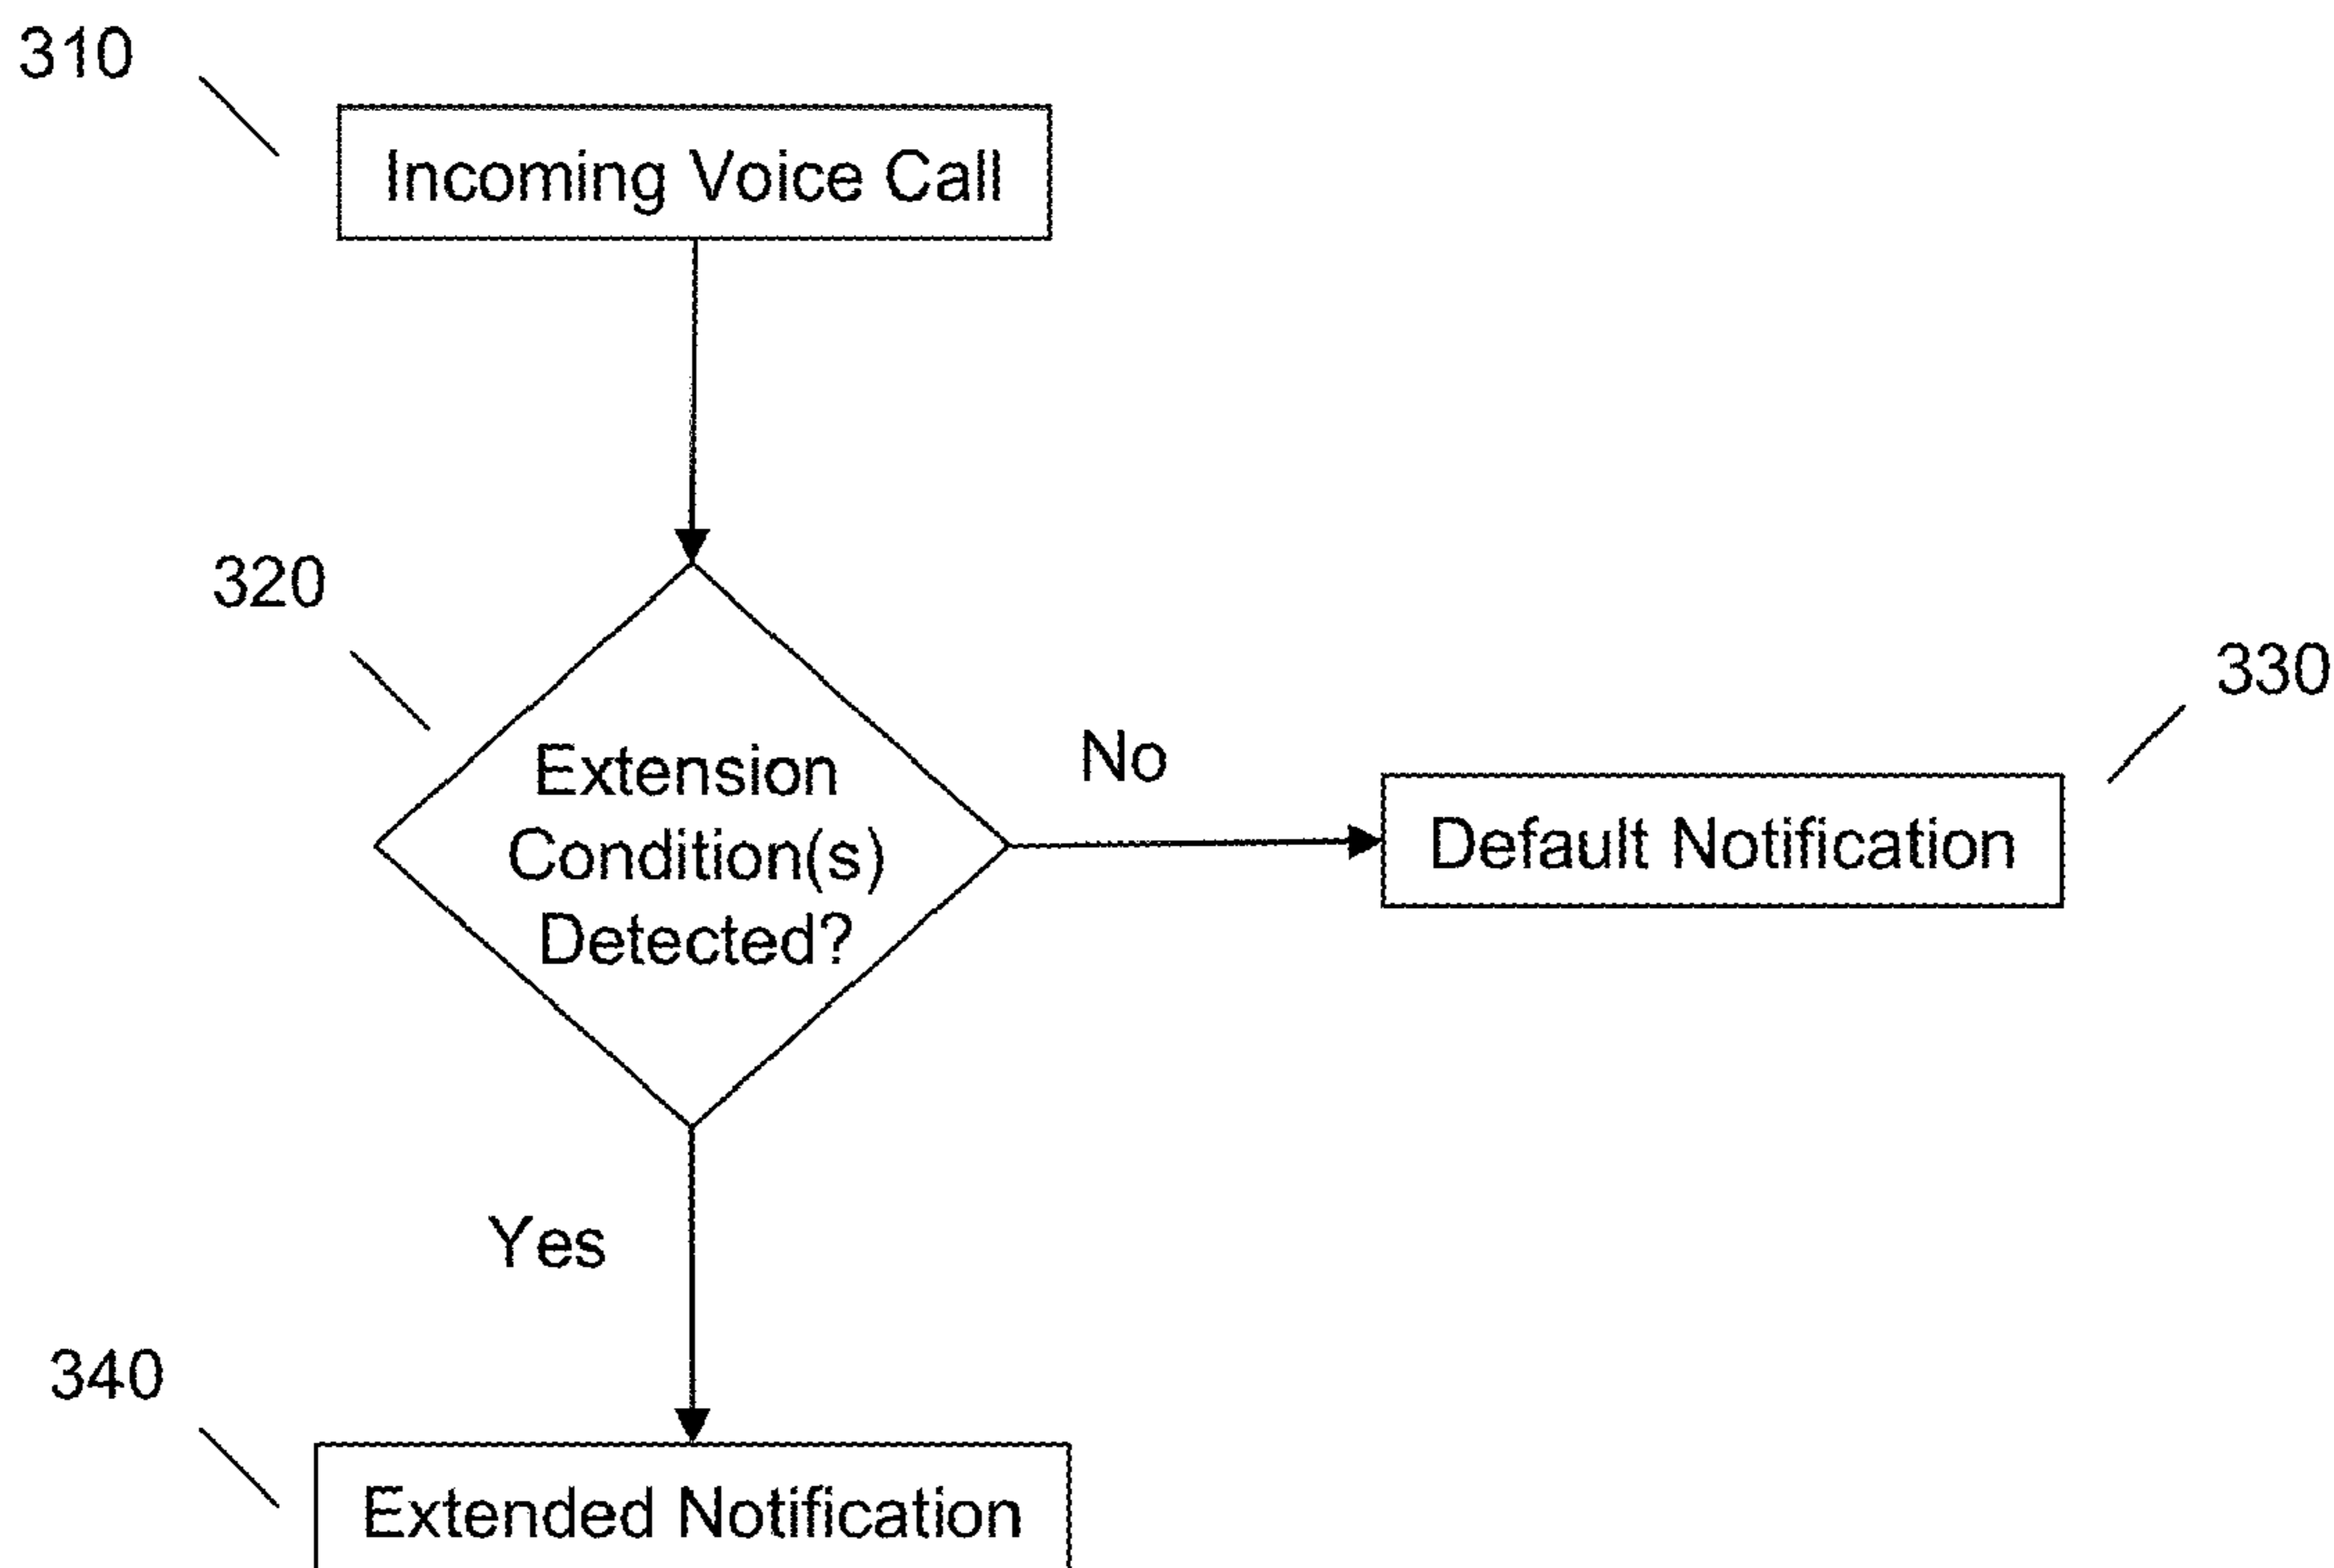 310
Incoming Voice Call
320
Extension
Condition(s)
Detected?
No
330
Default Notification
Yes
340
Extended Notification